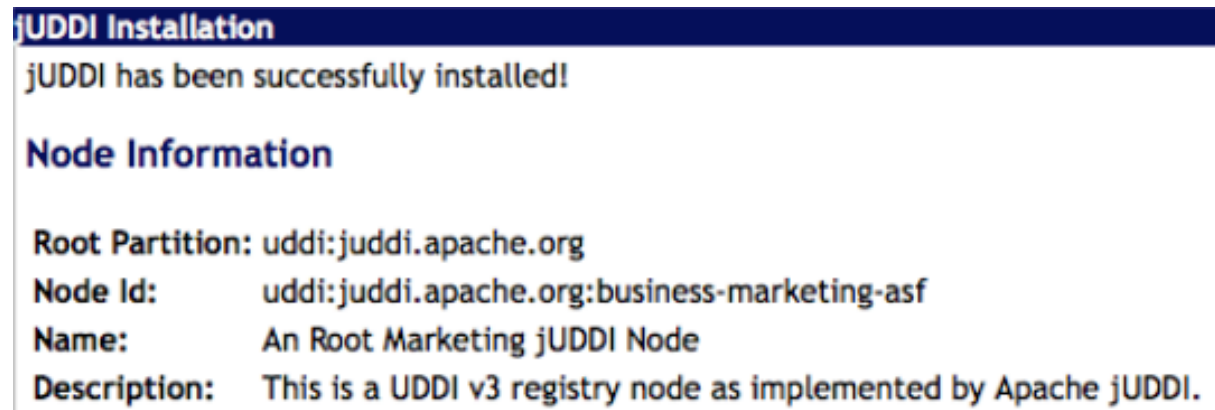 jUDDI Installation
jUDDI has been successfully installed!
Node Information
Root Partition: uddi:juddi.apache.org
Node Id: uddi:juddi.apache.org:business-marketing-asf
Name: An Root Marketing jUDDI Node
Description: This is a UDDI v3 registry node as implemented by Apache jUDDI.